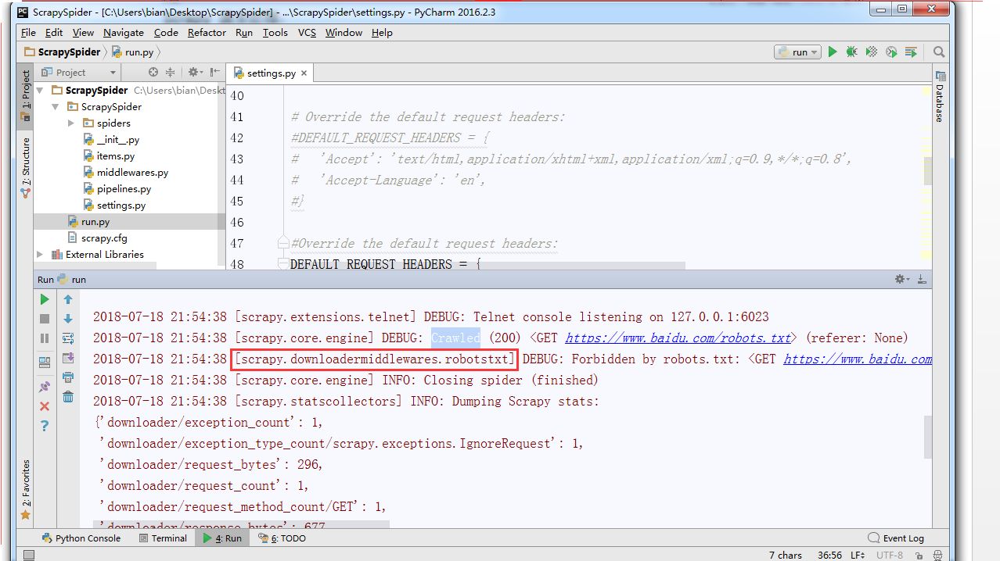 ScrapySpider - [C:\Users\bian\Desktop\ScrapySpider] - ...\ScrapySpider\settings.py - PyCharm 2016.2.3
File Edit View Navigate Code Refactor Run Tools VCS Window Help
ScrapySpider run.py run
Project settings.py
1: Project
7: Structure
2: Favorites
Database
ScrapySpider C:\Users\bian\Deskt
ScrapySpider
spiders
__init__.py
items.py
middlewares.py
pipelines.py
settings.py
run.py
scrapy.cfg
External Libraries
40
41 # Override the default request headers:
42 #DEFAULT_REQUEST_HEADERS = {
43 #   'Accept': 'text/html,application/xhtml+xml,application/xml;q=0.9,*/*;q=0.8',
44 #   'Accept-Language': 'en',
45 #}
46
47 #Override the default request headers:
48 DEFAULT_REQUEST_HEADERS = {
Run run
2018-07-18 21:54:38 [scrapy.extensions.telnet] DEBUG: Telnet console listening on 127.0.0.1:6023
2018-07-18 21:54:38 [scrapy.core.engine] DEBUG: Crawled (200) <GET https://www.baidu.com/robots.txt> (referer: None)
2018-07-18 21:54:38 [scrapy.downloadermiddlewares.robotstxt] DEBUG: Forbidden by robots.txt: <GET https://www.baidu.com
2018-07-18 21:54:38 [scrapy.core.engine] INFO: Closing spider (finished)
2018-07-18 21:54:38 [scrapy.statscollectors] INFO: Dumping Scrapy stats:
{'downloader/exception_count': 1,
'downloader/exception_type_count/scrapy.exceptions.IgnoreRequest': 1,
'downloader/request_bytes': 296,
'downloader/request_count': 1,
'downloader/request_method_count/GET': 1,
'downloader/response_bytes': 677
Python Console Terminal 4: Run 6: TODO Event Log
7 chars 36:56 LF UTF-8